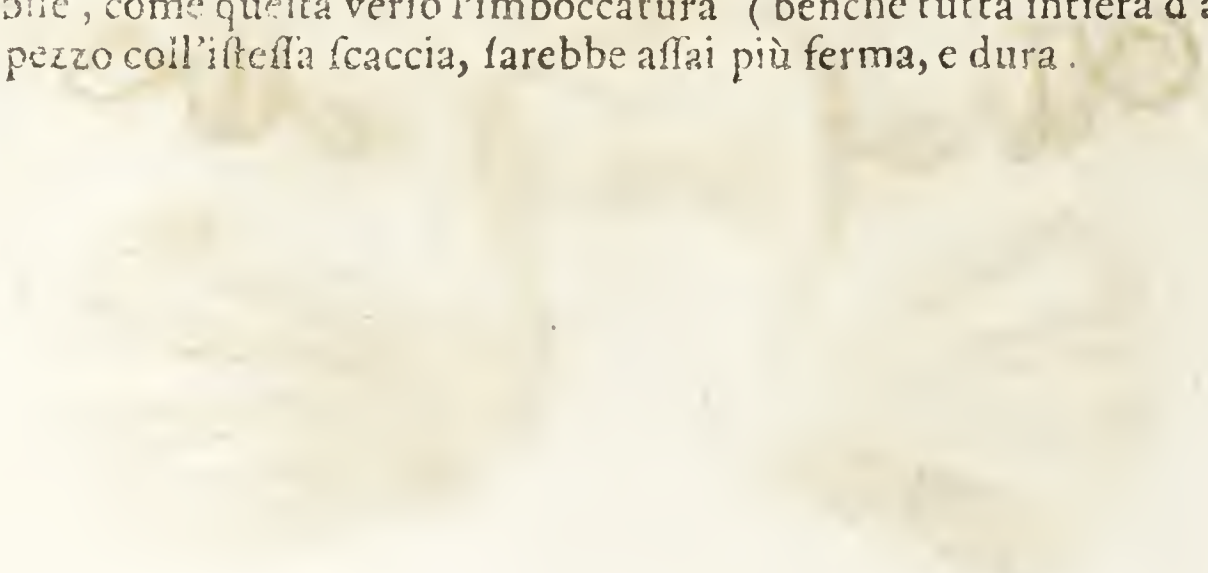 , come queſta verſo l'imboccatura ( benche tutta intiera d'
pezzo coll'iſteſſa ſcaccia, ſarebbe aſſai più ferma, e dura .